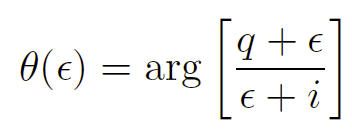 θ(ϵ) = arg [ (q + ϵ) / (ϵ + i) ]